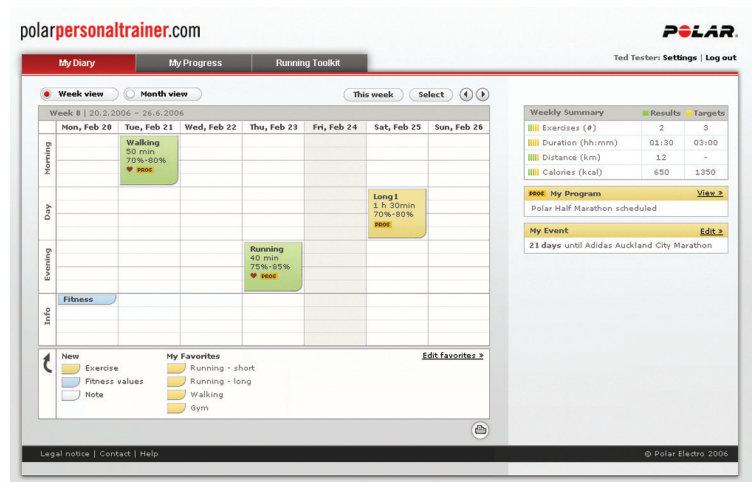 polarpersonaltrainer.com
POLAR.
My Diary My Progress Running Toolkit
Ted Tester: Settings | Log out
Week view Month view This week Select
Week 8 | 20.2.2006 - 26.6.2006
Mon, Feb 20 Tue, Feb 21 Wed, Feb 22 Thu, Feb 23 Fri, Feb 24 Sat, Feb 25 Sun, Feb 26
Morning
Walking
50 min
70%-80%
PROG
Day
Long1
1 h 30min
70%-80%
PROG
Evening
Running
40 min
75%-85%
PROG
Info
Fitness
New
Exercise
Fitness values
Note
My Favorites
Running - short
Running - long
Walking
Gym
Edit favorites »
Weekly Summary Results Targets
Exercises (#) 2 3
Duration (hh:mm) 01:30 03:00
Distance (km) 12 -
Calories (kcal) 650 1350
PROG My Program View »
Polar Half Marathon scheduled
My Event Edit »
21 days until Adidas Auckland City Marathon
Legal notice | Contact | Help
© Polar Electro 2006